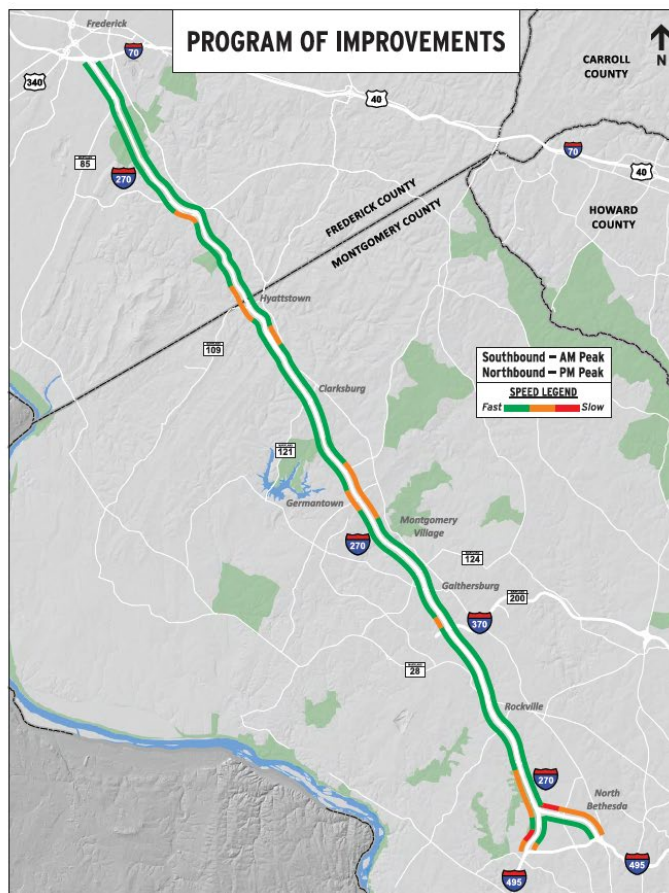 PROGRAM OF IMPROVEMENTS
N
Frederick
70
340
40
CARROLL
COUNTY
70
40
85
270
HOWARD
COUNTY
FREDERICK COUNTY
MONTGOMERY COUNTY
Hyattstown
109
Southbound – AM Peak
Northbound – PM Peak
SPEED LEGEND
Fast Slow
Clarksburg
121
Germantown
270
Montgomery
Village
124
Gaithersburg
200
370
28
Rockville
270
North
Bethesda
495
495